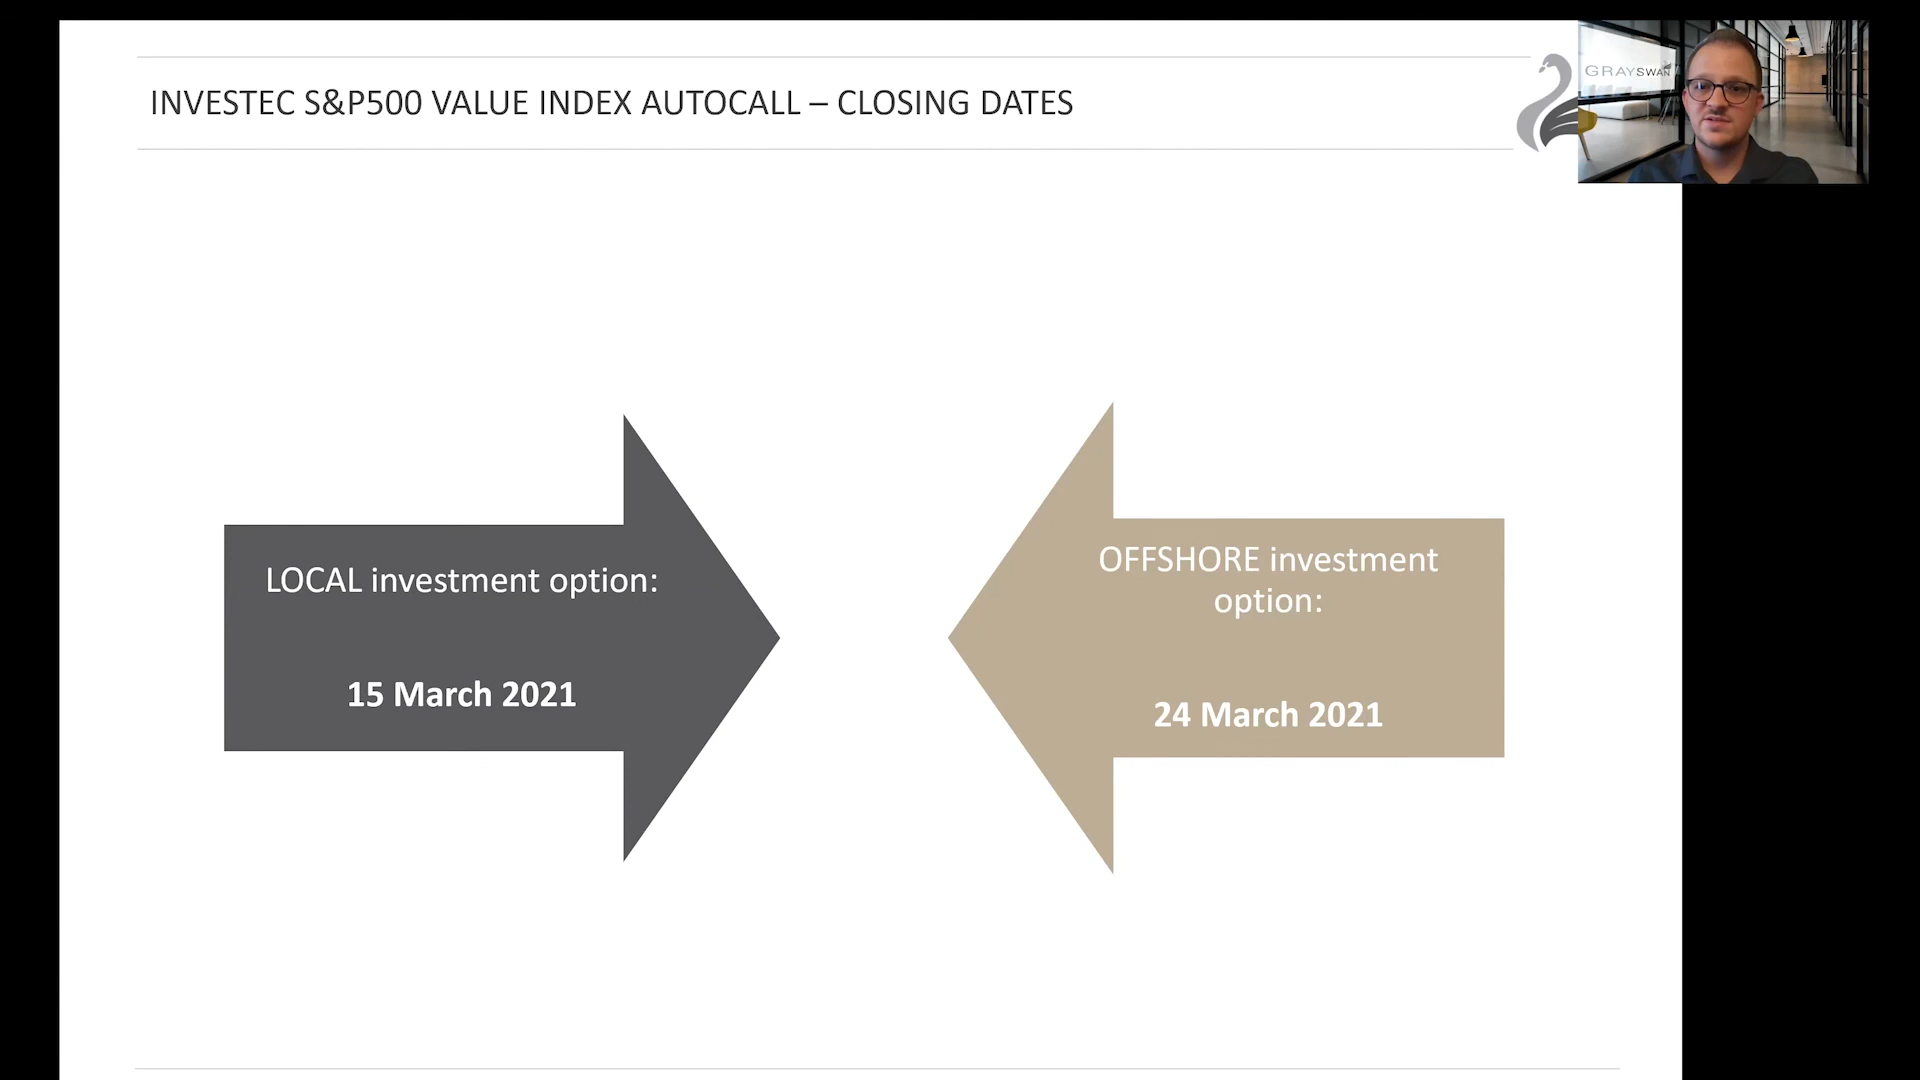 INVESTEC S&P500 VALUE INDEX AUTOCALL – CLOSING DATES
GRAYSWAN
LOCAL investment option:
15 March 2021
OFFSHORE investment
option:
24 March 2021